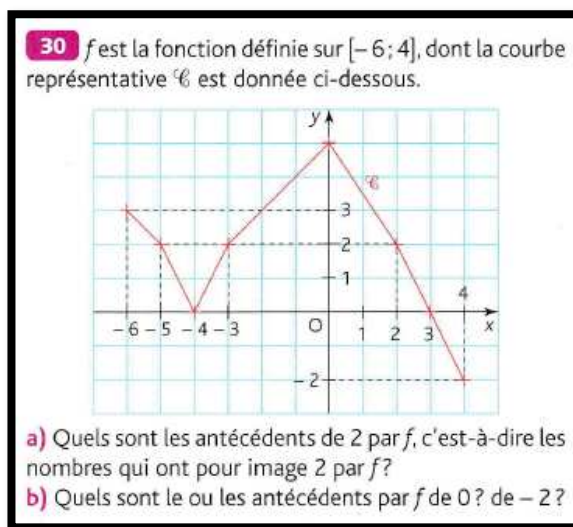 30 f est la fonction définie sur [– 6 ; 4], dont la courbe
représentative 𝒞 est donnée ci-dessous.
y
𝒞
3
2
1
4
– 6 – 5 – 4 – 3 O 1 2 3 x
– 2
a) Quels sont les antécédents de 2 par f, c'est-à-dire les
nombres qui ont pour image 2 par f ?
b) Quels sont le ou les antécédents par f de 0 ? de – 2 ?